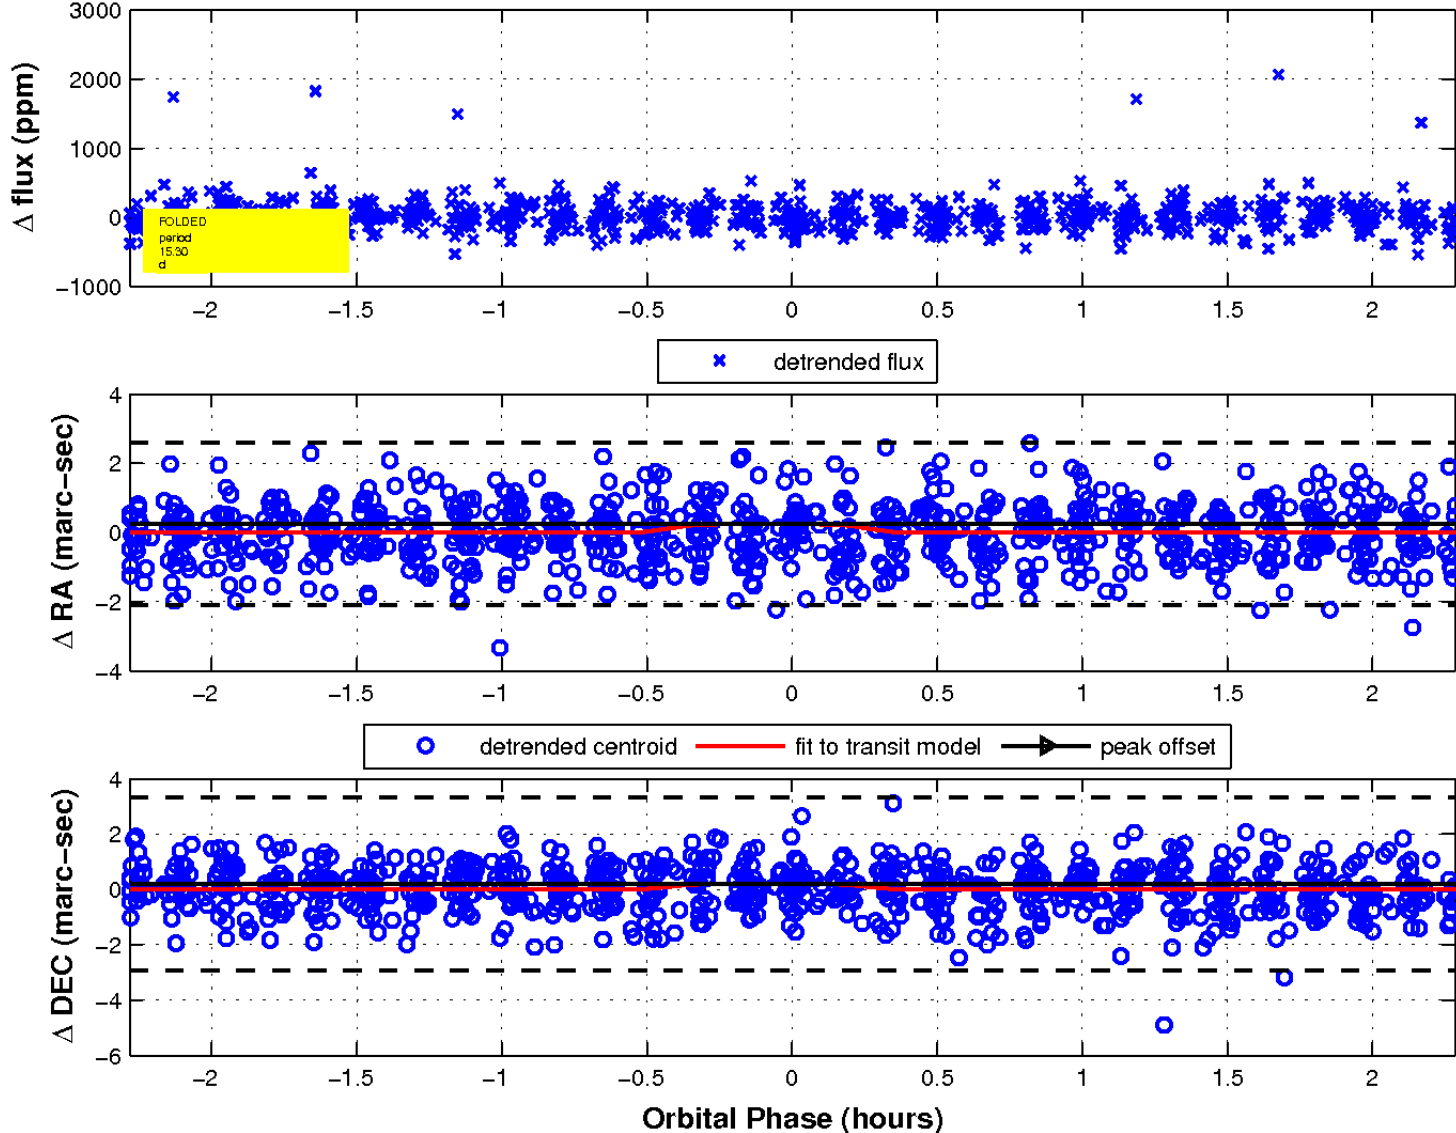 3000
2000
1000
0
−1000
Δ flux (ppm)
FOLDED
period
15.30
d
−2 −1.5 −1 −0.5 0 0.5 1 1.5 2
detrended flux
4
2
0
−2
−4
Δ RA (marc−sec)
−2 −1.5 −1 −0.5 0 0.5 1 1.5 2
detrended centroid fit to transit model peak offset
4
2
0
−2
−4
−6
Δ DEC (marc−sec)
−2 −1.5 −1 −0.5 0 0.5 1 1.5 2
Orbital Phase (hours)